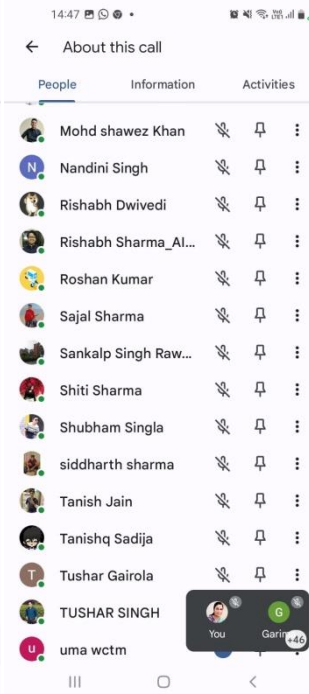 14:47
About this call
People Information Activities
Mohd shawez Khan
N Nandini Singh
Rishabh Dwivedi
Rishabh Sharma_AI...
Roshan Kumar
Sajal Sharma
Sankalp Singh Raw...
Shiti Sharma
Shubham Singla
siddharth sharma
Tanish Jain
Tanishq Sadija
T Tushar Gairola
TUSHAR SINGH
G
You Garim
+46
u uma wctm